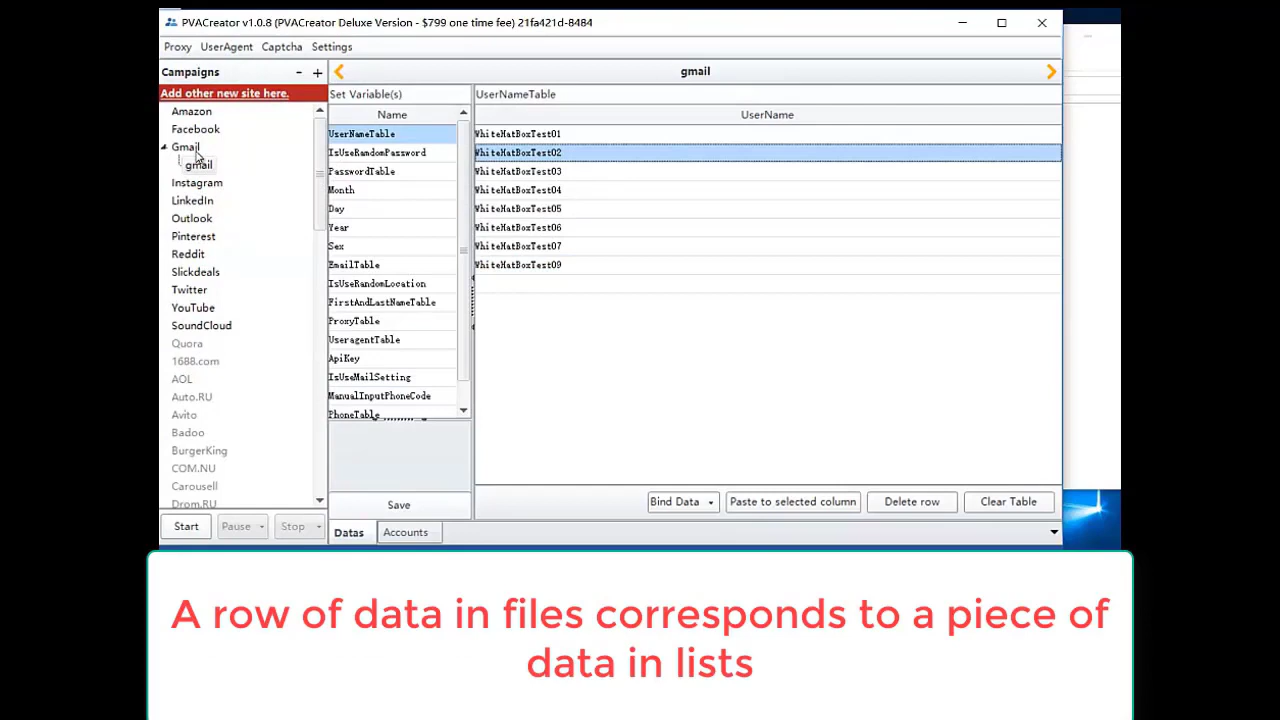 PVACreator v1.0.8 (PVACreator Deluxe Version - $799 one time fee) 21fa421d-8484
Proxy UserAgent Captcha Settings
Campaigns - +
gmail
Add other new site here.
Amazon
Facebook
Gmail
gmail
Instagram
LinkedIn
Outlook
Pinterest
Reddit
Slickdeals
Twitter
YouTube
SoundCloud
Quora
1688.com
AOL
Auto.RU
Avito
Badoo
BurgerKing
COM.NU
Carousell
Drom.RU
Start Pause Stop
Set Variable(s)
Name
UserNameTable
IsUseRandomPassword
PasswordTable
Month
Day
Year
Sex
EmailTable
IsUseRandomLocation
FirstAndLastNameTable
ProxyTable
UseragentTable
ApiKey
IsUseMailSetting
ManualInputPhoneCode
PhoneTable
Save
Datas Accounts
UserNameTable
UserName
WhiteHatBoxTest01
WhiteHatBoxTest02
WhiteHatBoxTest03
WhiteHatBoxTest04
WhiteHatBoxTest05
WhiteHatBoxTest06
WhiteHatBoxTest07
WhiteHatBoxTest09
Bind Data Paste to selected column Delete row Clear Table
A row of data in files corresponds to a piece of
data in lists